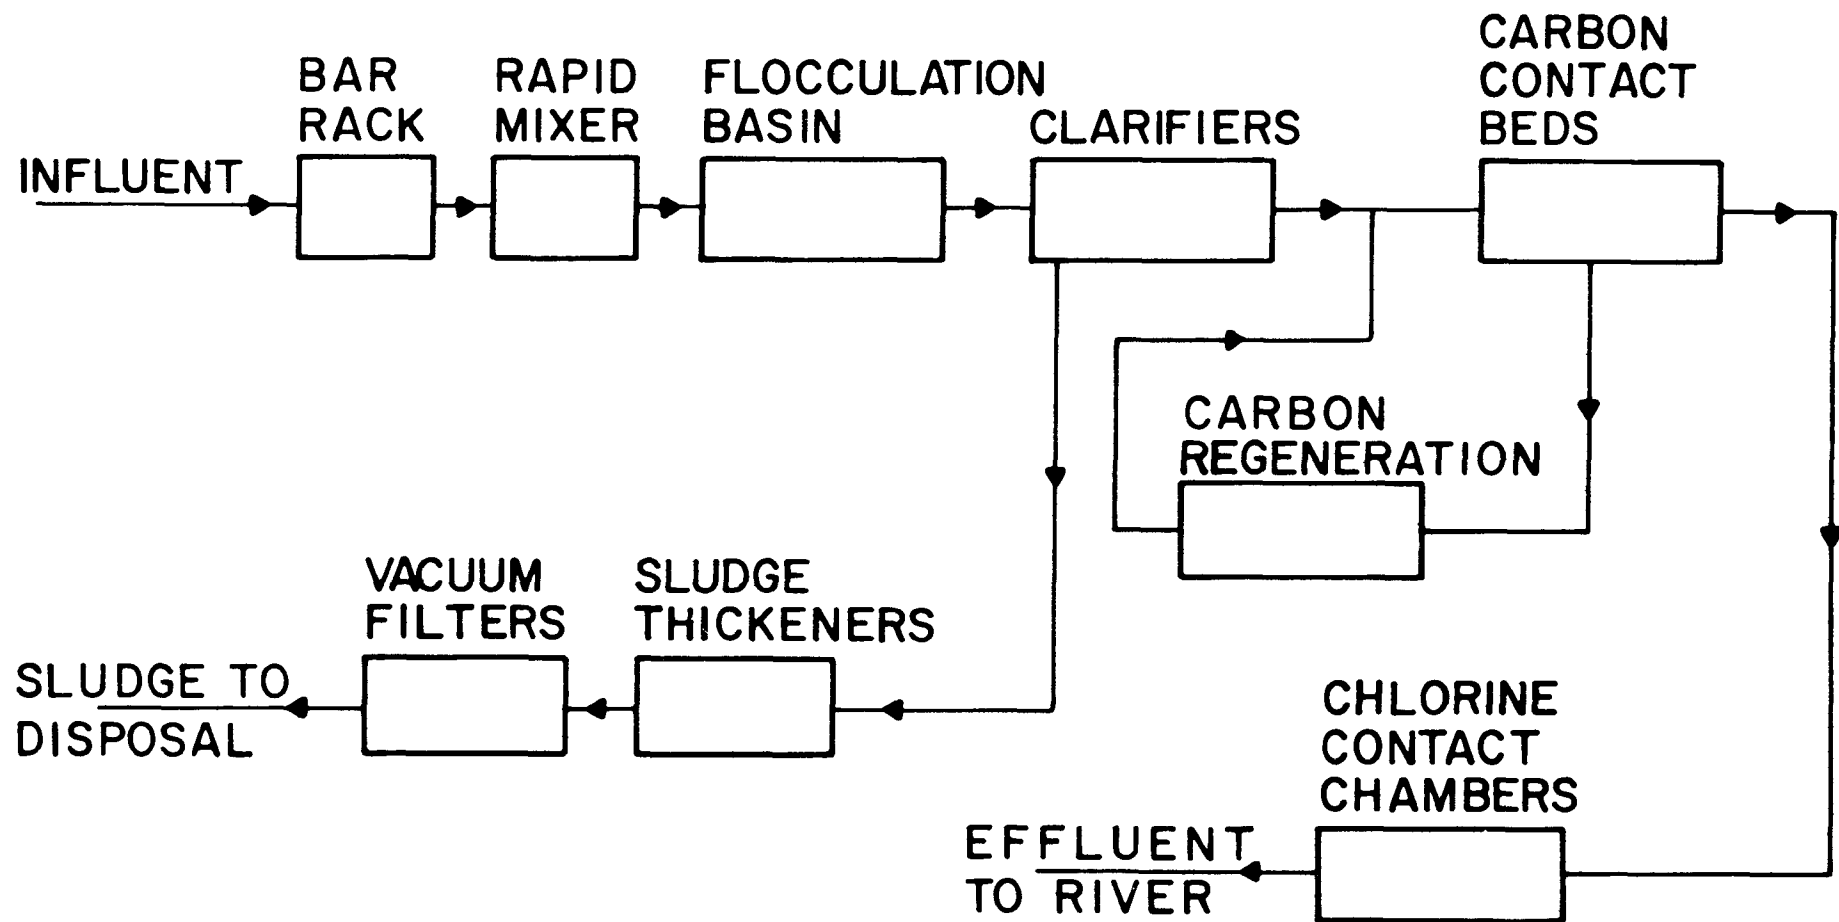 BAR
RACK
RAPID
MIXER
FLOCCULATION
BASIN
CLARIFIERS
CARBON
CONTACT
BEDS
INFLUENT
CARBON
REGENERATION
VACUUM
FILTERS
SLUDGE
THICKENERS
SLUDGE TO
DISPOSAL
CHLORINE
CONTACT
CHAMBERS
EFFLUENT
TO RIVER